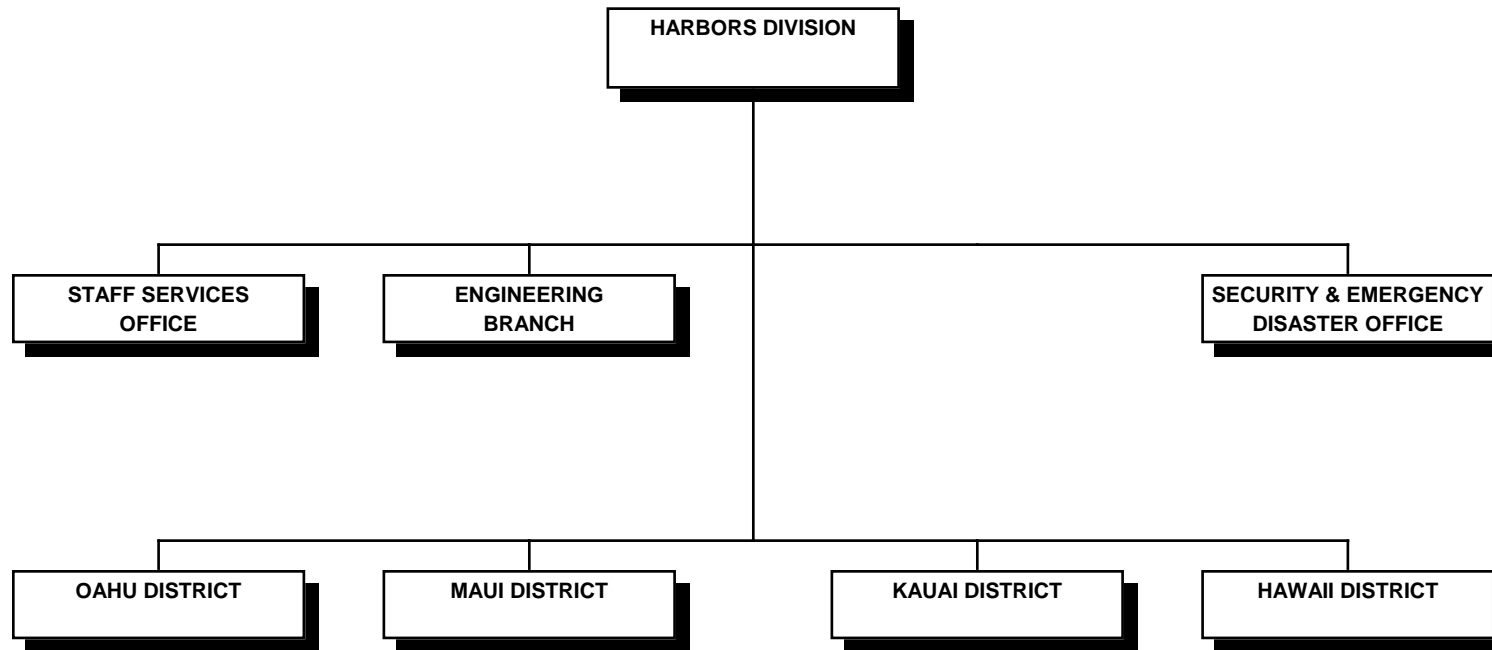 HARBORS DIVISION
STAFF SERVICES
OFFICE
ENGINEERING
BRANCH
SECURITY & EMERGENCY
DISASTER OFFICE
OAHU DISTRICT
MAUI DISTRICT
KAUAI DISTRICT
HAWAII DISTRICT